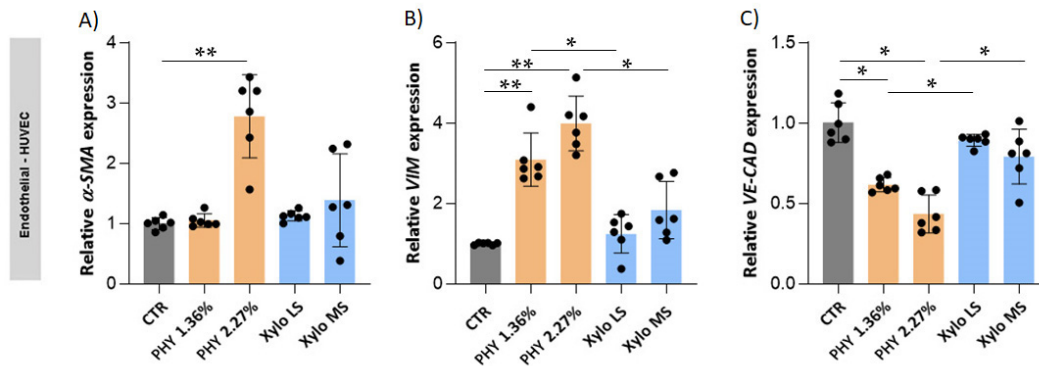 Endothelial - HUVEC
A)
Relative α-SMA expression
4
3
2
1
0
**
CTR
PHY 1.36%
PHY 2.27%
Xylo LS
Xylo MS
B)
Relative VIM expression
6
4
2
0
*
**
*
**
CTR
PHY 1.36%
PHY 2.27%
Xylo LS
Xylo MS
C)
Relative VE-CAD expression
1.5
1.0
0.5
0.0
*
*
*
*
CTR
PHY 1.36%
PHY 2.27%
Xylo LS
Xylo MS